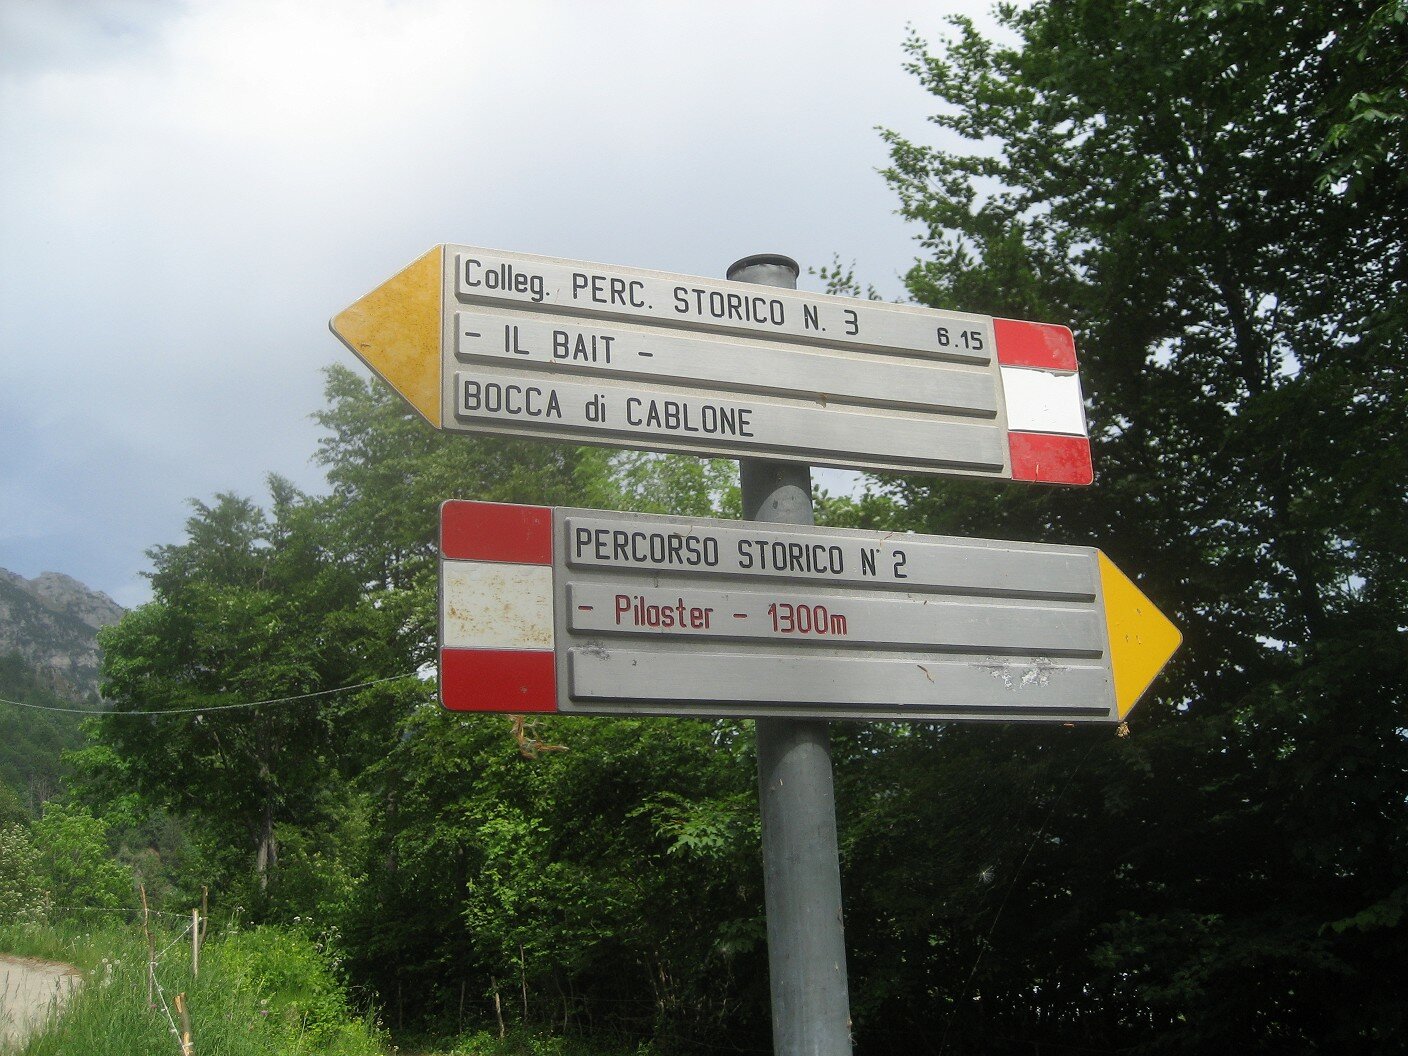 Colleg. PERC. STORICO N. 3 6.15
- IL BAIT -
BOCCA di CABLONE
PERCORSO STORICO N° 2
- Pilaster - 1300m